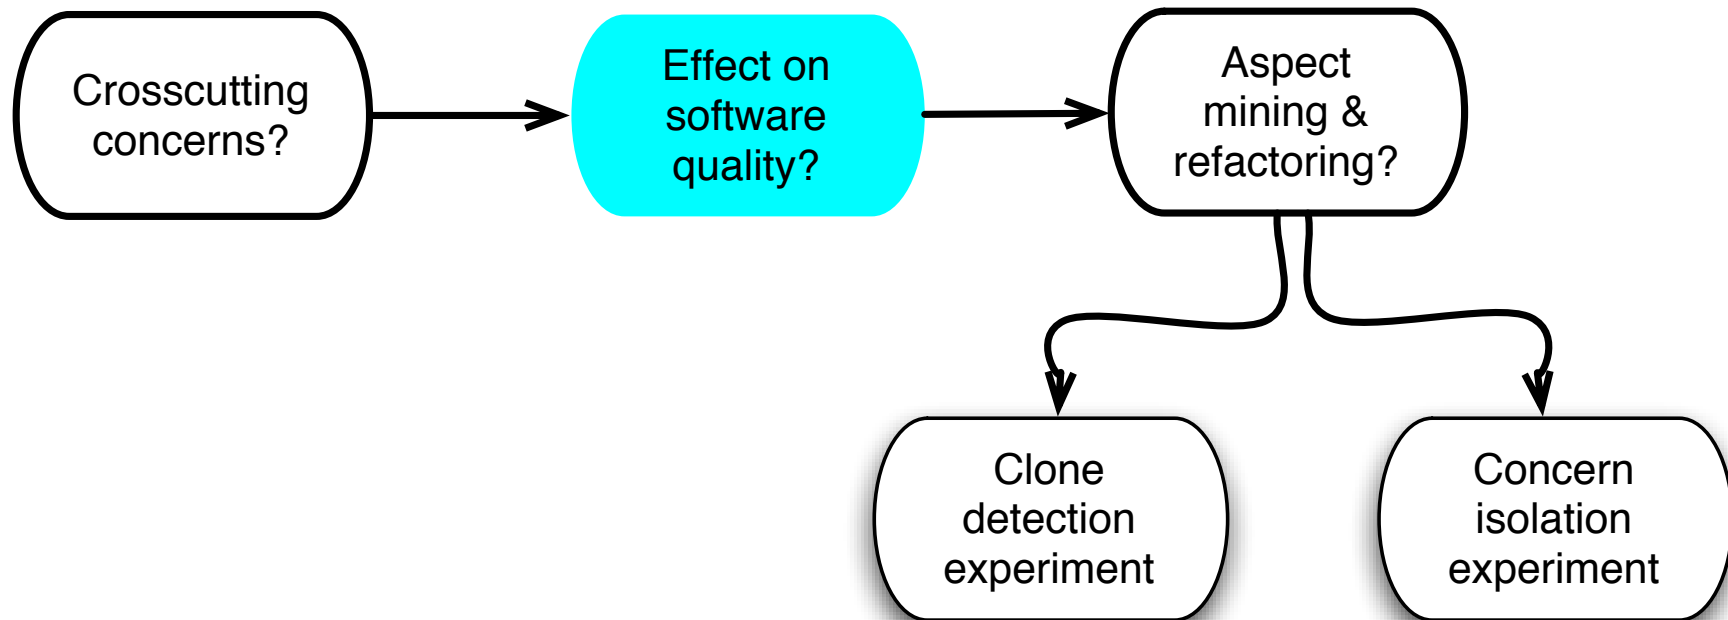 Crosscutting
concerns?
Effect on
software
quality?
Aspect
mining &
refactoring?
Clone
detection
experiment
Concern
isolation
experiment